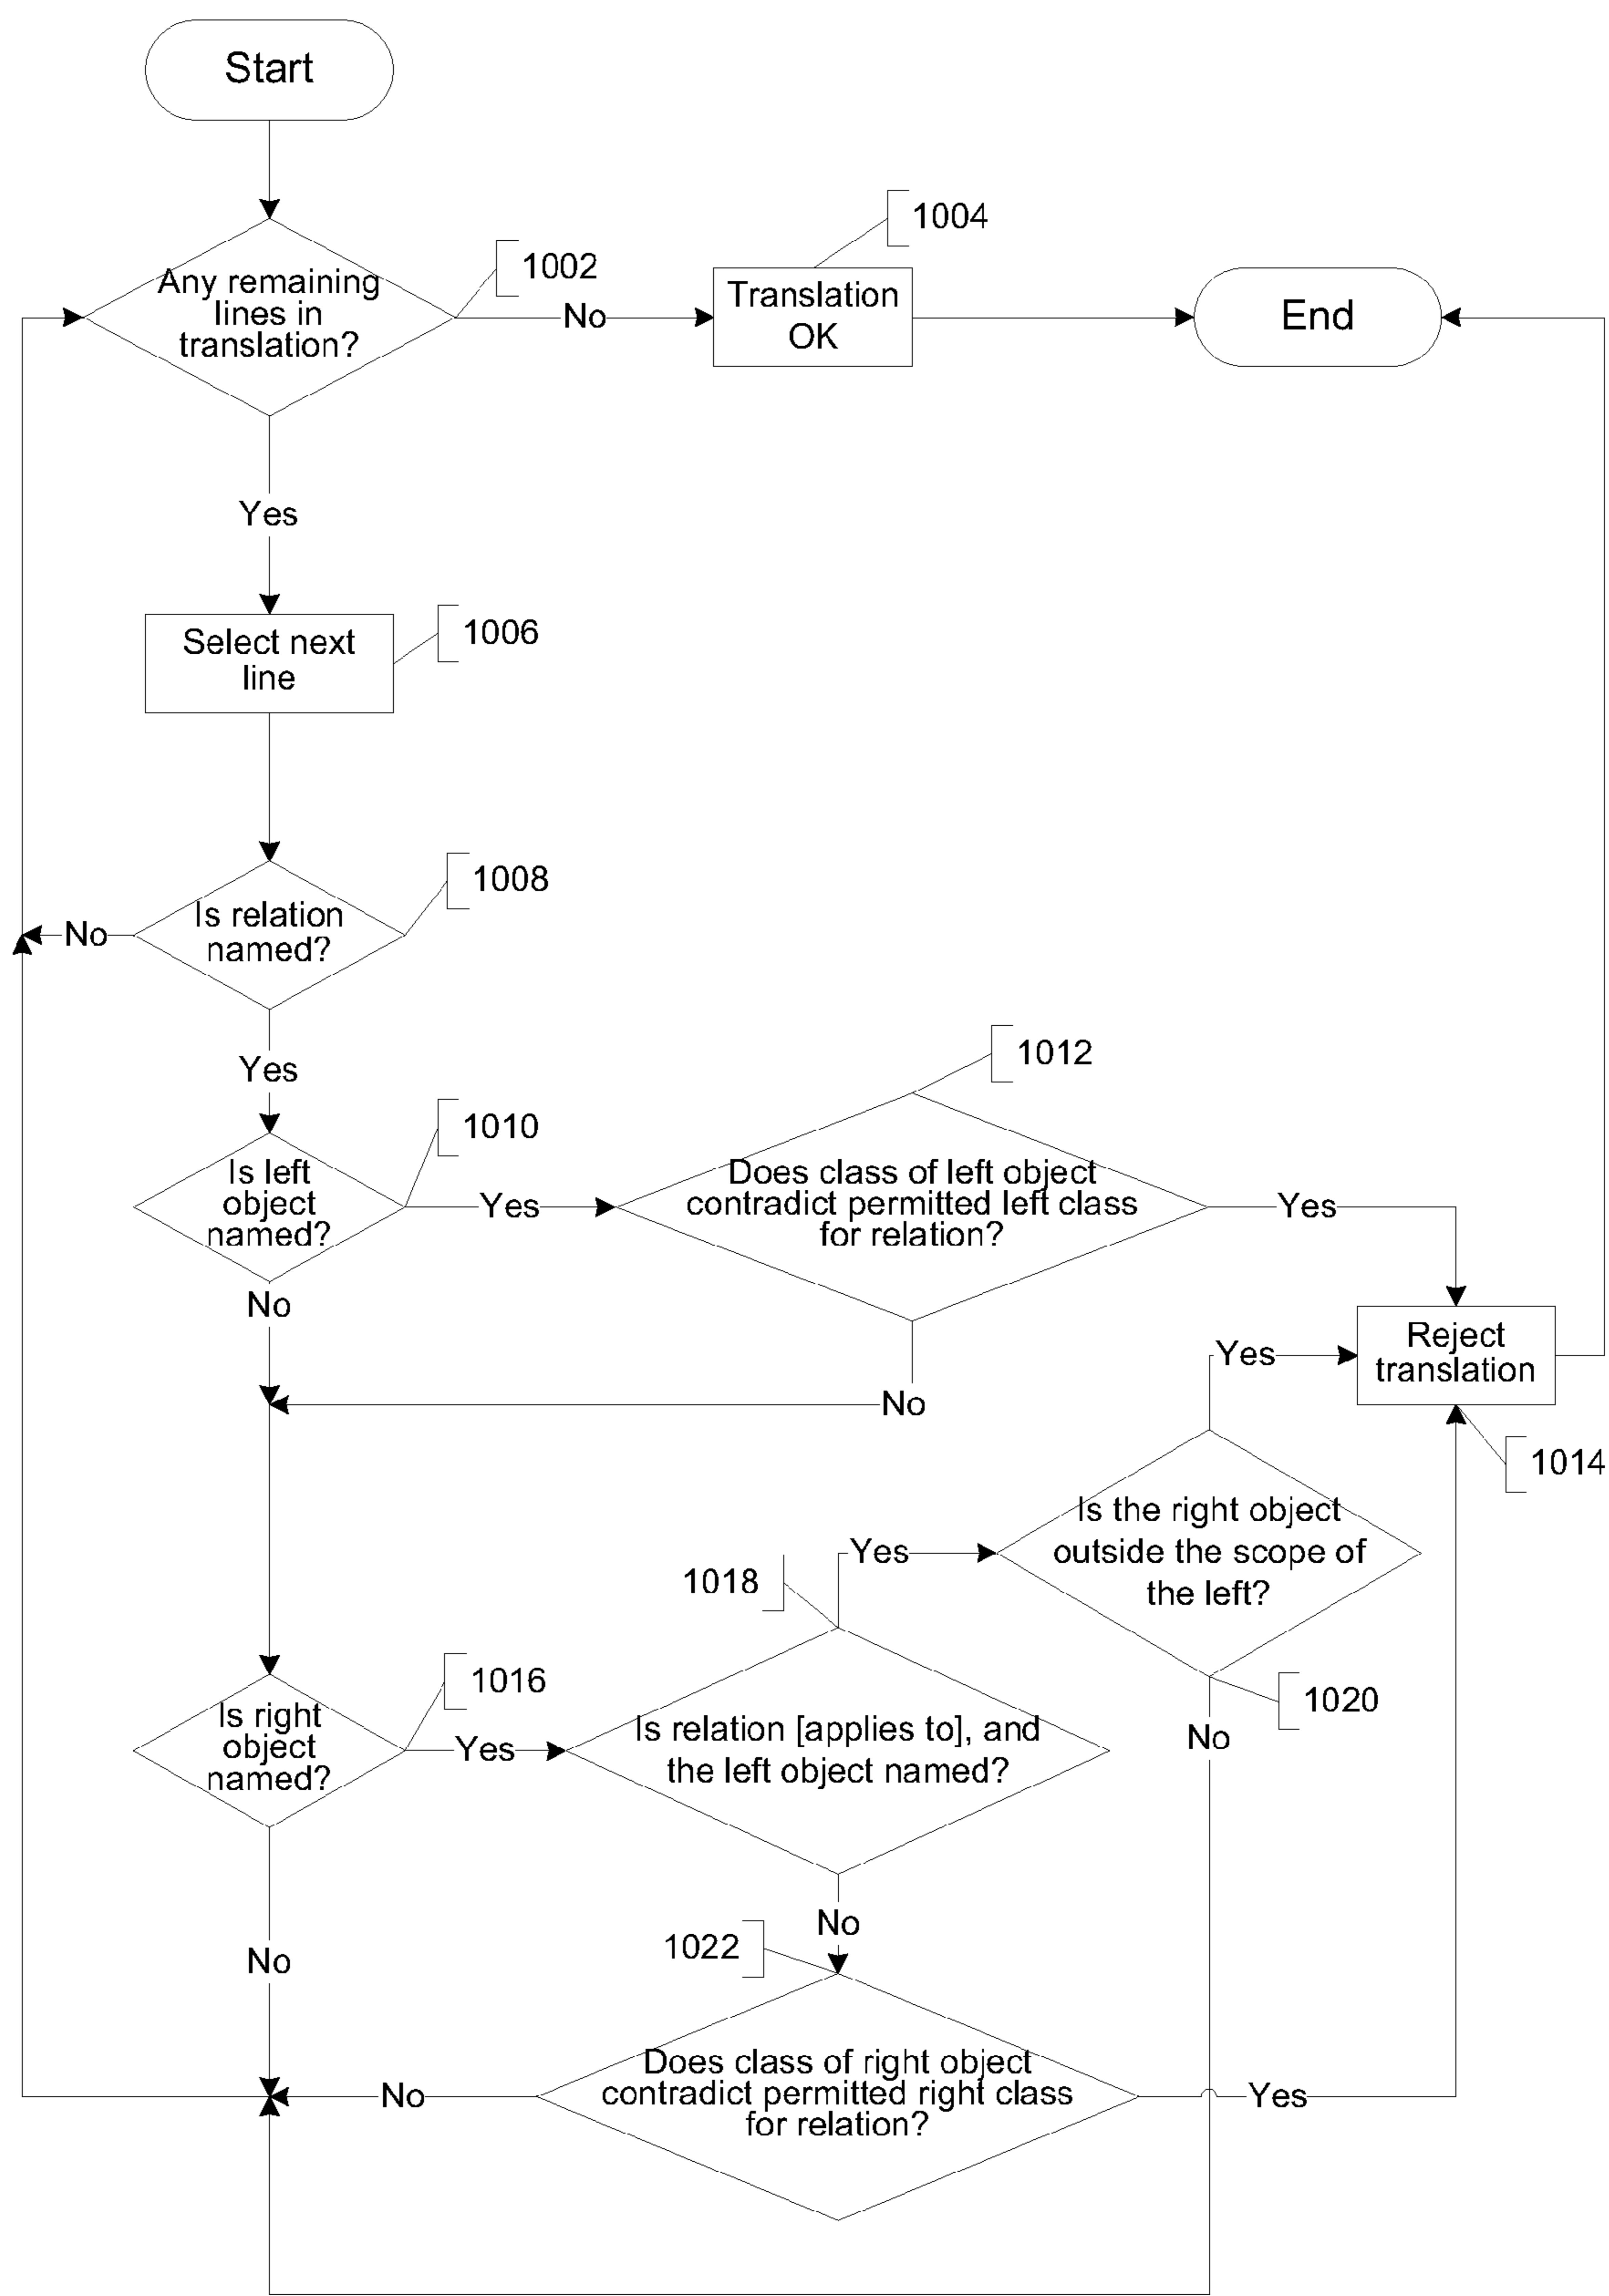 Start
1004
1002
Any remaining
lines in
translation?
No
Translation
OK
End
Yes
1006
Select next
line
1008
Is relation
named?
No
Yes
1012
1010
Is left
object
named?
Yes
Does class of left object
contradict permitted left class
for relation?
Yes
No
No
Reject
translation
Yes
1014
Is the right object
outside the scope of
the left?
Yes
1018
1016
1020
Is right
object
named?
Yes
Is relation [applies to], and
the left object named?
No
No
1022
No
Does class of right object
contradict permitted right class
for relation?
No
Yes